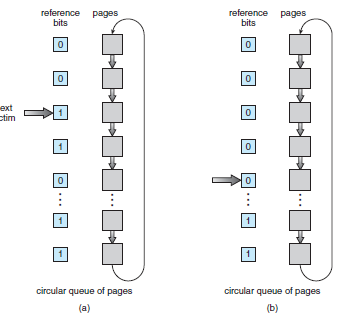 reference pages
bits
0
0
ext
ctim
1
1
0
1
1
circular queue of pages
(a)
reference pages
bits
0
0
0
0
0
1
1
circular queue of pages
(b)